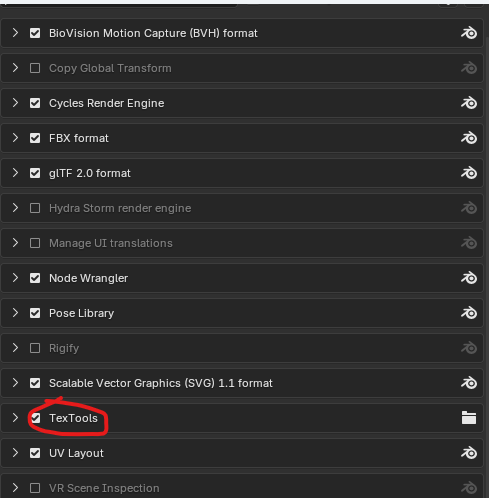 BioVision Motion Capture (BVH) format
Copy Global Transform
Cycles Render Engine
FBX format
glTF 2.0 format
Hydra Storm render engine
Manage UI translations
Node Wrangler
Pose Library
Rigify
Scalable Vector Graphics (SVG) 1.1 format
TexTools
UV Layout
VR Scene Inspection